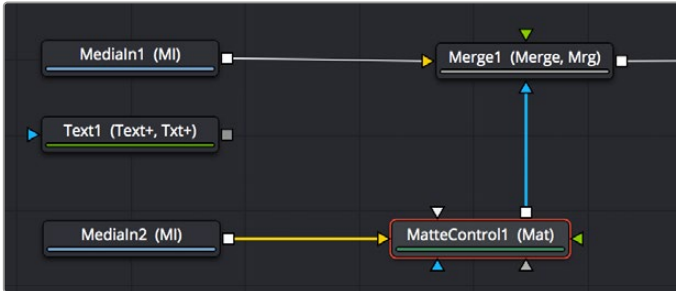 MediaIn1 (MI)
Merge1 (Merge, Mrg)
Text1 (Text+, Txt+)
MediaIn2 (MI)
MatteControl1 (Mat)